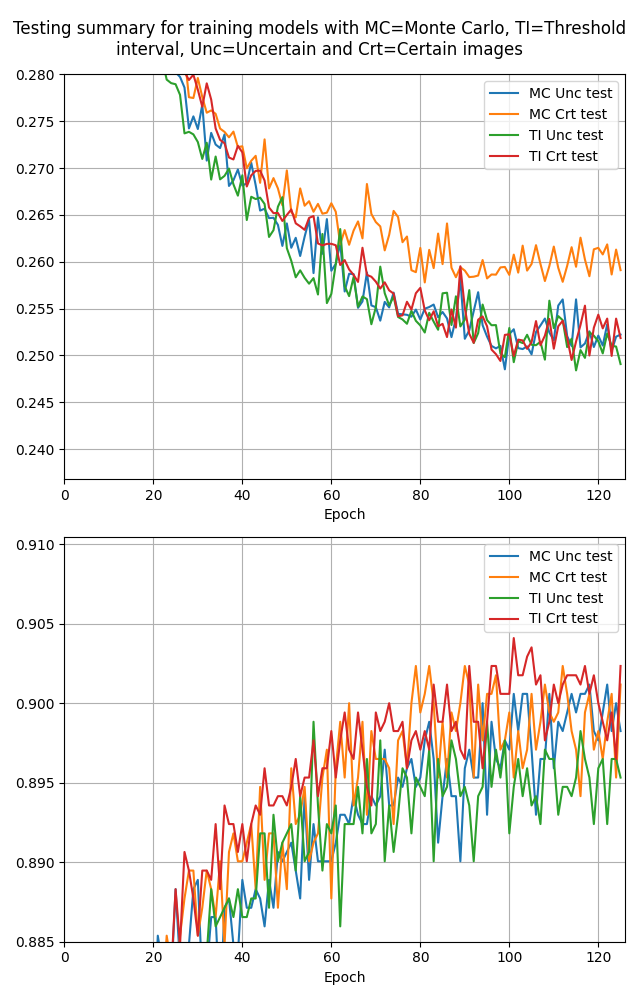 Testing summary for training models with MC=Monte Carlo, TI=Threshold
interval, Unc=Uncertain and Crt=Certain images
0.280
0.275
0.270
0.265
0.260
0.255
0.250
0.245
0.240
MC Unc test
MC Crt test
TI Unc test
TI Crt test
0 20 40 60 80 100 120
Epoch
0.910
0.905
0.900
0.895
0.890
0.885
MC Unc test
MC Crt test
TI Unc test
TI Crt test
0 20 40 60 80 100 120
Epoch